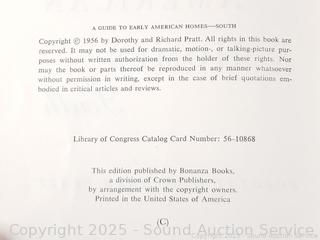 A GUIDE TO EARLY AMERICAN HOMES—SOUTH
Copyright © 1956 by Dorothy and Richard Pratt. All rights in this book are
reserved. It may not be used for dramatic, motion-, or talking-picture pur-
poses without written authorization from the holder of these rights. Nor
may the book or parts thereof be reproduced in any manner whatsoever
without permission in writing, except in the case of brief quotations em-
bodied in critical articles and reviews.
Library of Congress Catalog Card Number: 56-10868
This edition published by Bonanza Books,
a division of Crown Publishers,
by arrangement with the copyright owners.
Printed in the United States of America
(C)
Copyright 2025 - Sound Auction Service